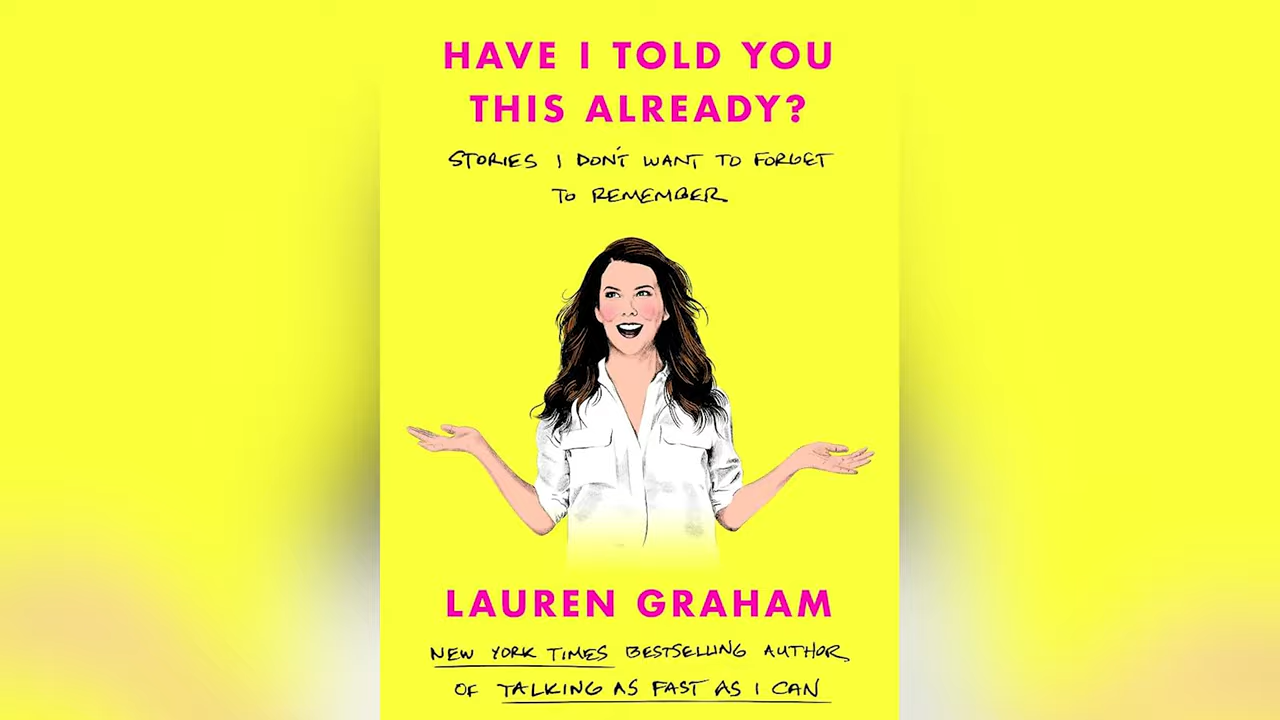 HAVE I TOLD YOU
THIS ALREADY?
STORIES I DON'T WANT TO FORGET
TO REMEMBER
LAUREN GRAHAM
NEW YORK TIMES BESTSELLING AUTHOR
OF TALKING AS FAST AS I CAN